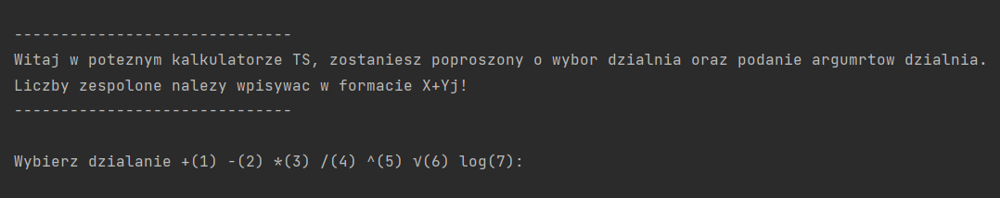 ------------------------------
Witaj w poteznym kalkulatorze TS, zostaniesz poproszony o wybor dzialnia oraz podanie argumrtow dzialnia.
Liczby zespolone nalezy wpisywac w formacie X+Yj!
------------------------------
Wybierz dzialanie +(1) -(2) *(3) /(4) ^(5) √(6) log(7):